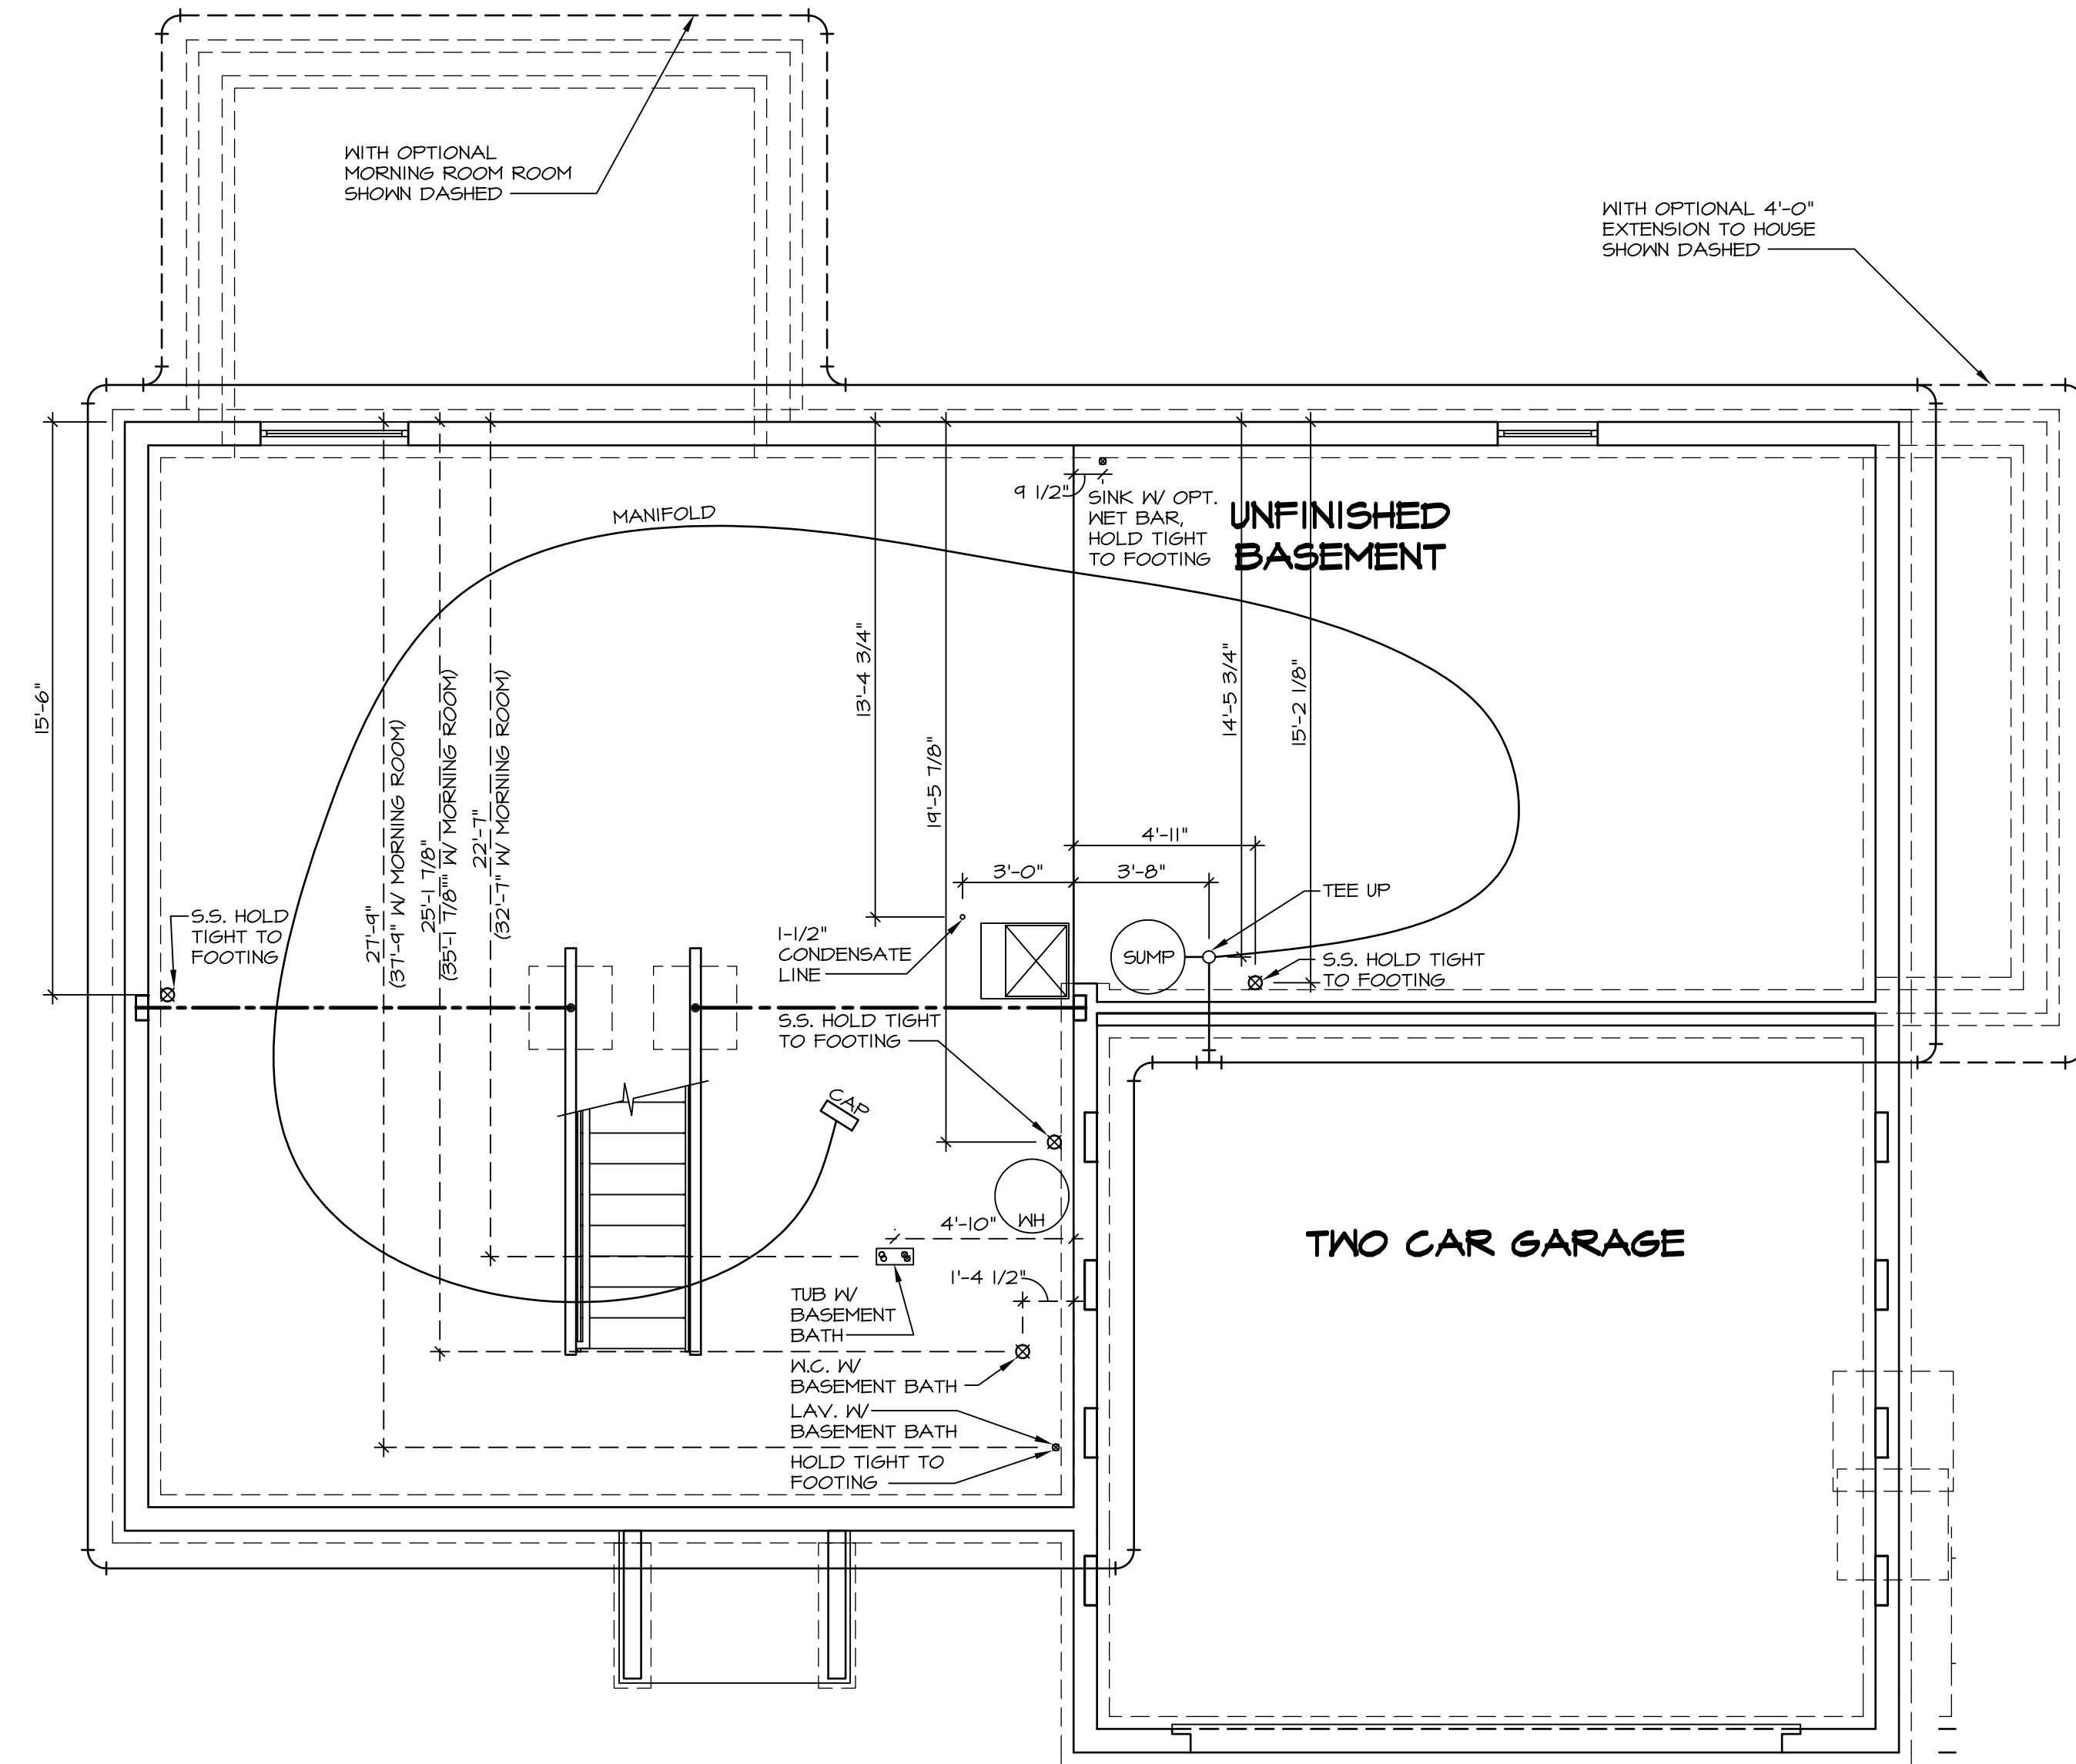 WITH OPTIONAL
MORNING ROOM ROOM
SHOWN DASHED
WITH OPTIONAL 4'-0"
EXTENSION TO HOUSE
SHOWN DASHED
MANIFOLD
9 1/2"
SINK W/ OPT.
WET BAR,
HOLD TIGHT
TO FOOTING
UNFINISHED
BASEMENT
15'-6"
27'-9"
(37'-9" W/ MORNING ROOM)
25'-1 7/8"
(35'-1 7/8"" W/ MORNING ROOM)
22'-7"
(32'-7" W/ MORNING ROOM)
13'-4 3/4"
19'-5 7/8"
14'-5 3/4"
15'-2 1/8"
4'-11"
3'-0"
3'-8"
TEE UP
S.S. HOLD
TIGHT TO
FOOTING
1-1/2"
CONDENSATE
LINE
SUMP
S.S. HOLD TIGHT
TO FOOTING
S.S. HOLD TIGHT
TO FOOTING
CAP
4'-10"
WH
TWO CAR GARAGE
1'-4 1/2"
TUB W/
BASEMENT
BATH
W.C. W/
BASEMENT BATH
LAV. W/
BASEMENT BATH
HOLD TIGHT TO
FOOTING